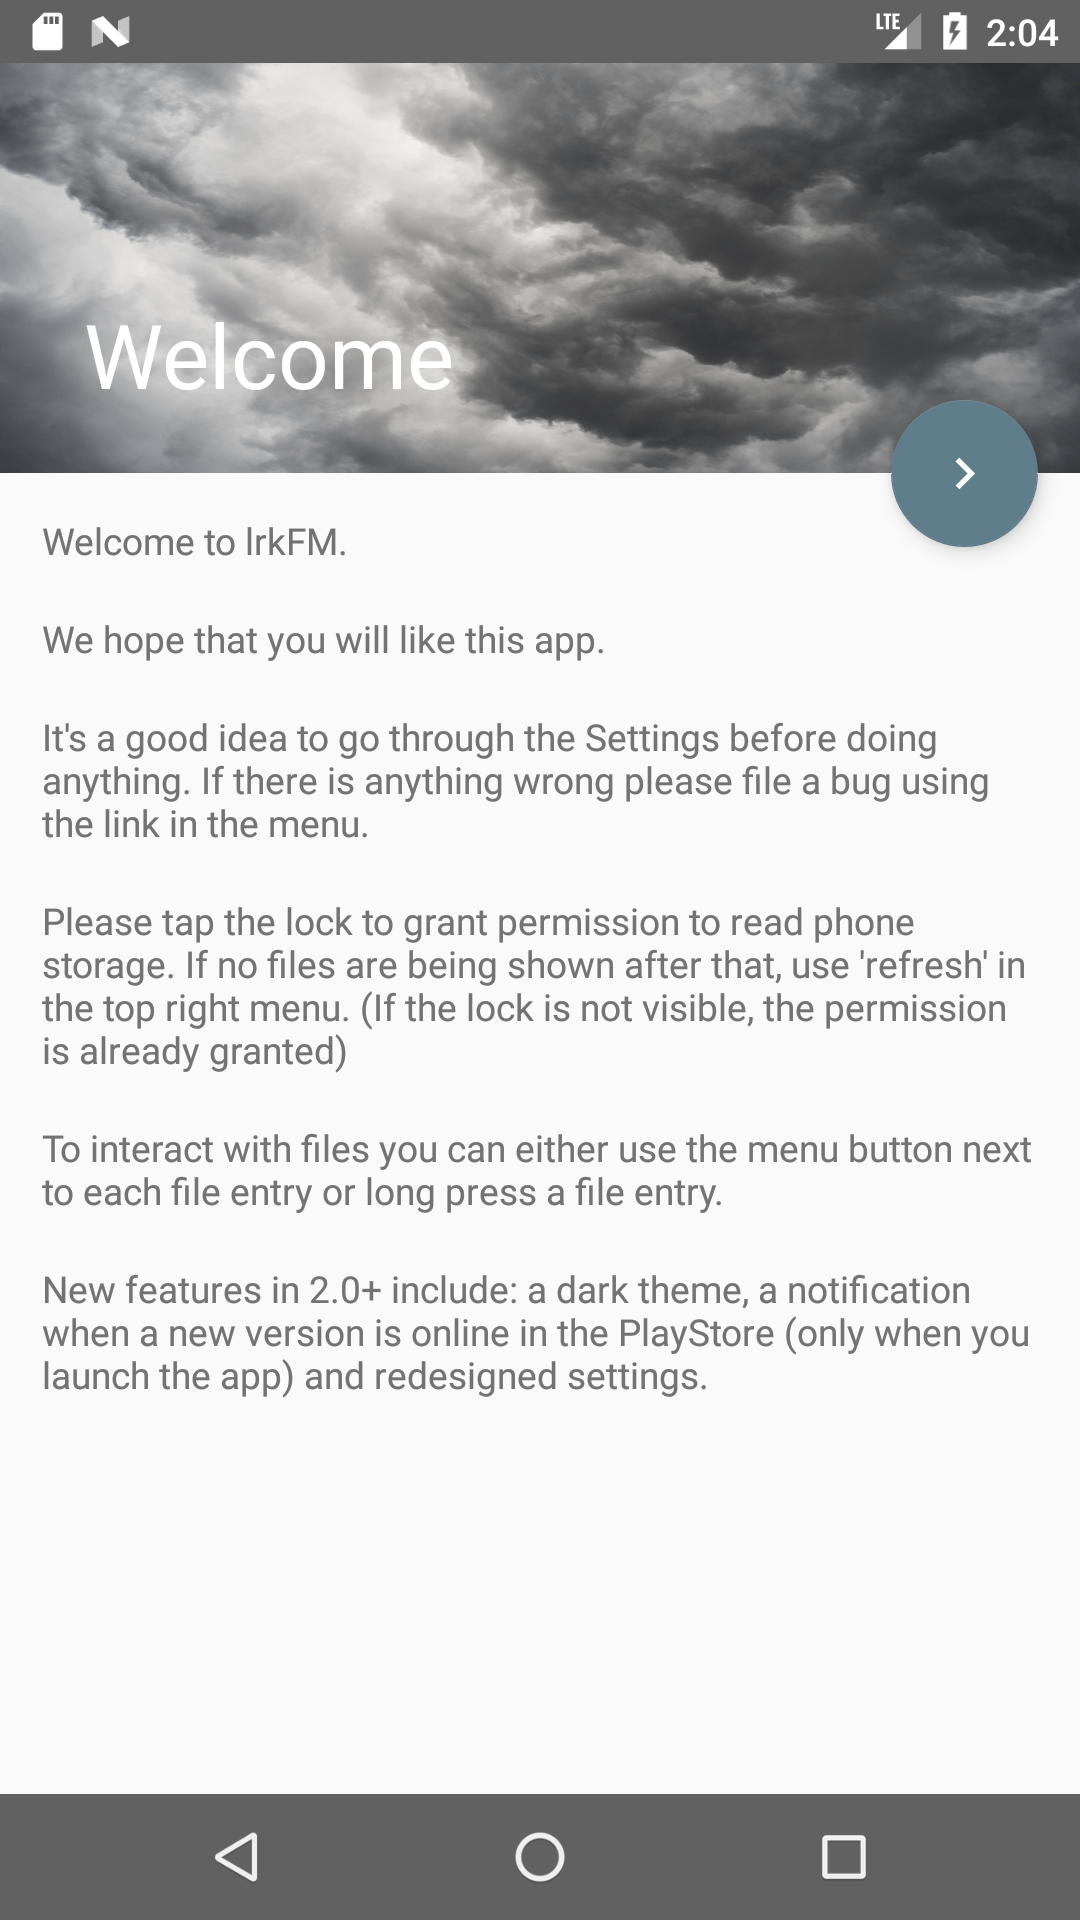 LTE 2:04
Welcome
Welcome to lrkFM.
We hope that you will like this app.
It's a good idea to go through the Settings before doing
anything. If there is anything wrong please file a bug using
the link in the menu.
Please tap the lock to grant permission to read phone
storage. If no files are being shown after that, use 'refresh' in
the top right menu. (If the lock is not visible, the permission
is already granted)
To interact with files you can either use the menu button next
to each file entry or long press a file entry.
New features in 2.0+ include: a dark theme, a notification
when a new version is online in the PlayStore (only when you
launch the app) and redesigned settings.